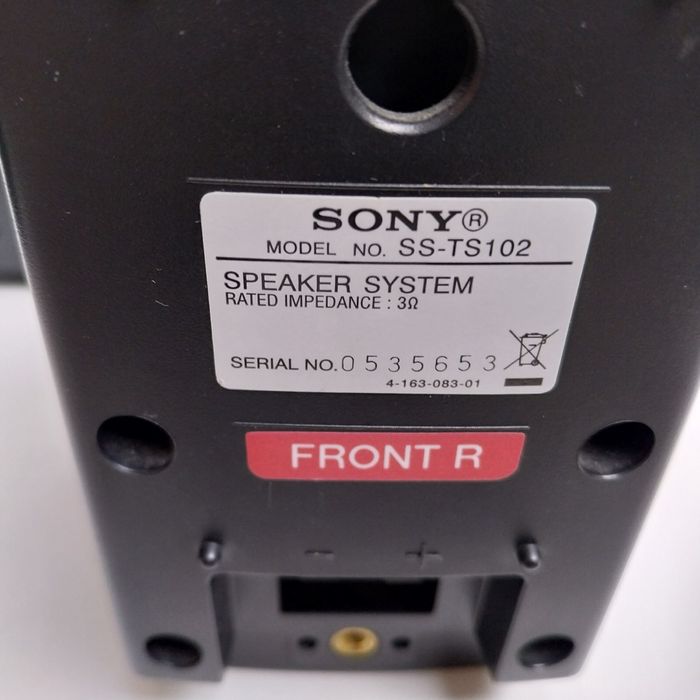 SONY®
MODEL NO. SS-TS102
SPEAKER SYSTEM
RATED IMPEDANCE : 3Ω
SERIAL NO. 0535653
4-163-083-01
FRONT R
− +